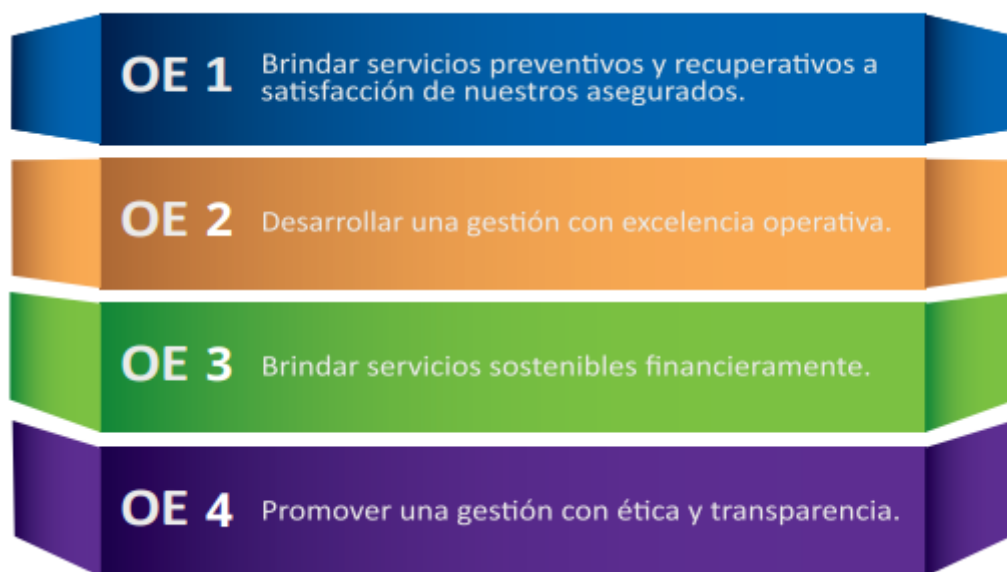 OE 1
Brindar servicios preventivos y recuperativos a
satisfacción de nuestros asegurados.
OE 2
Desarrollar una gestión con excelencia operativa.
OE 3
Brindar servicios sostenibles financieramente.
OE 4
Promover una gestión con ética y transparencia.